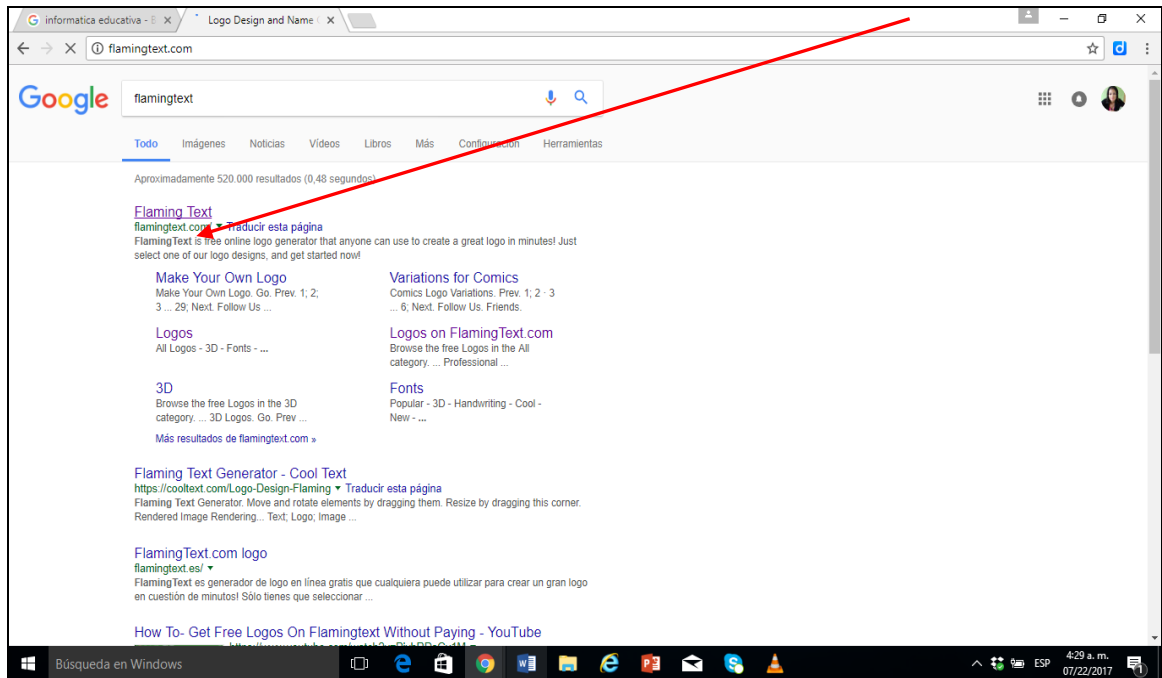 informatica educativa - B
Logo Design and Name
flamingtext.com
Google
flamingtext
Todo Imágenes Noticias Vídeos Libros Más Configuración Herramientas
Aproximadamente 520.000 resultados (0,48 segundos)
Flaming Text
flamingtext.com/ Traducir esta página
FlamingText is free online logo generator that anyone can use to create a great logo in minutes! Just
select one of our logo designs, and get started now!
Make Your Own Logo
Make Your Own Logo. Go. Prev. 1; 2;
3 ... 29; Next. Follow Us ...
Variations for Comics
Comics Logo Variations. Prev. 1; 2 · 3
... 6; Next. Follow Us. Friends.
Logos
All Logos - 3D - Fonts - ...
Logos on FlamingText.com
Browse the free Logos in the All
category. ... Professional ...
3D
Browse the free Logos in the 3D
category. ... 3D Logos. Go. Prev ...
Fonts
Popular - 3D - Handwriting - Cool -
New - ...
Más resultados de flamingtext.com »
Flaming Text Generator - Cool Text
https://cooltext.com/Logo-Design-Flaming Traducir esta página
Flaming Text Generator. Move and rotate elements by dragging them. Resize by dragging this corner.
Rendered Image Rendering... Text; Logo; Image ...
FlamingText.com logo
flamingtext.es/
FlamingText es generador de logo en línea gratis que cualquiera puede utilizar para crear un gran logo
en cuestión de minutos! Sólo tienes que seleccionar ...
How To- Get Free Logos On Flamingtext Without Paying - YouTube
Búsqueda en Windows
ESP
4:29 a. m.
07/22/2017
1